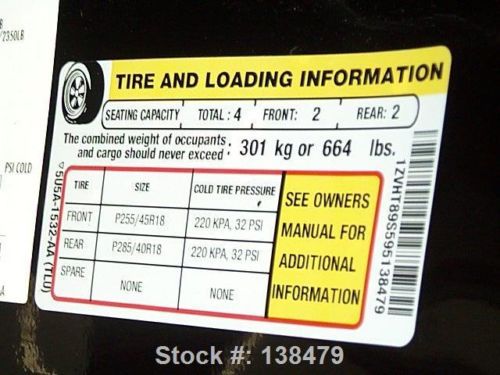 /2350LB
PSI COLD
TIRE AND LOADING INFORMATION
SEATING CAPACITY TOTAL: 4 FRONT: 2 REAR: 2
The combined weight of occupants
and cargo should never exceed: 301 kg or 664 lbs.
TIRE SIZE COLD TIRE PRESSURE
FRONT P255/45R18 220 KPA, 32 PSI
REAR P285/40R18 220 KPA, 32 PSI
SPARE NONE NONE
SEE OWNERS
MANUAL FOR
ADDITIONAL
INFORMATION
5U5A-1532-AA (TLU)
1ZVHT89S595138479
Stock #: 138479